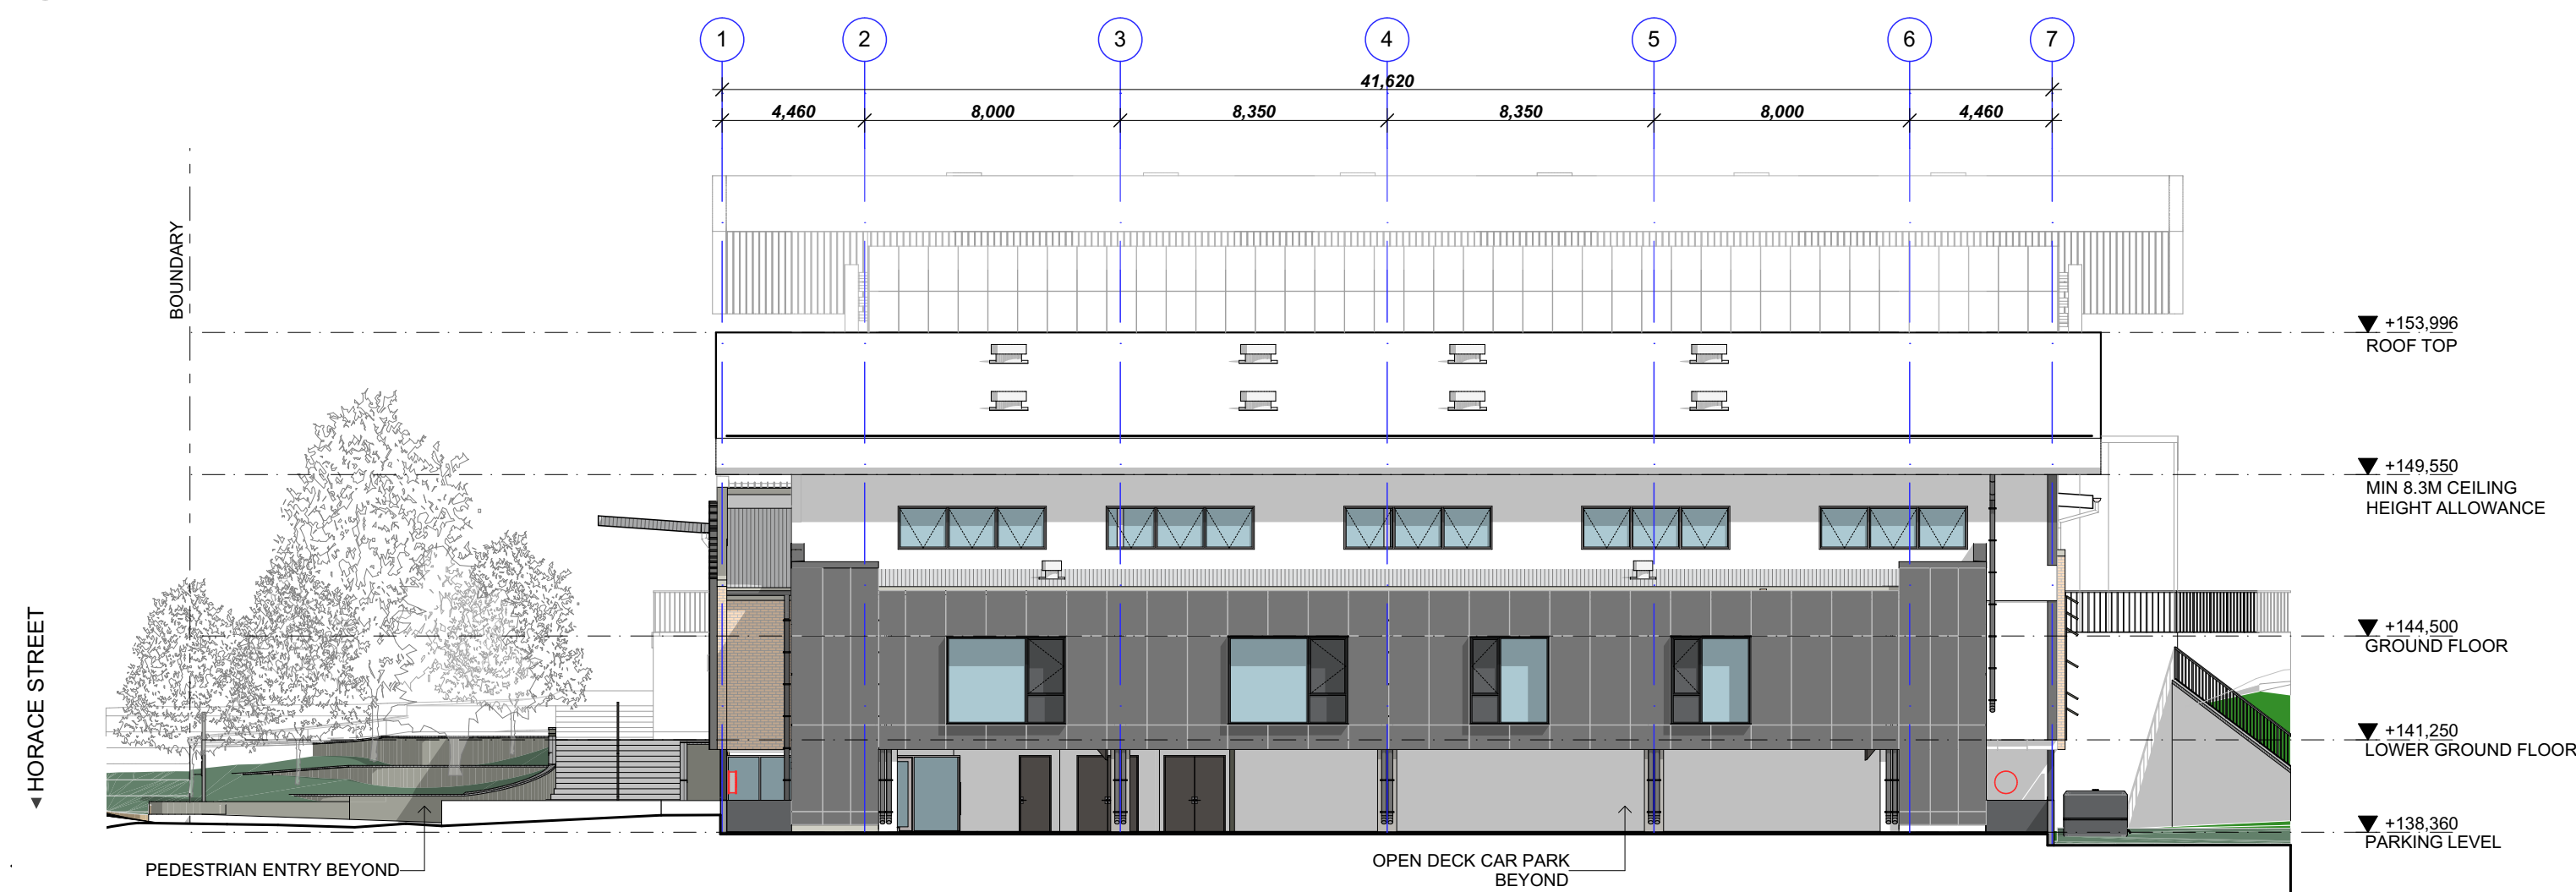 1 2 3 4 5 6 7
41,620
4,460 8,000 8,350 8,350 8,000 4,460
BOUNDARY
+153,996
ROOF TOP
+149,550
MIN 8.3M CEILING
HEIGHT ALLOWANCE
HORACE STREET
+144,500
GROUND FLOOR
+141,250
LOWER GROUND FLOOR
+138,360
PARKING LEVEL
PEDESTRIAN ENTRY BEYOND
OPEN DECK CAR PARK
BEYOND